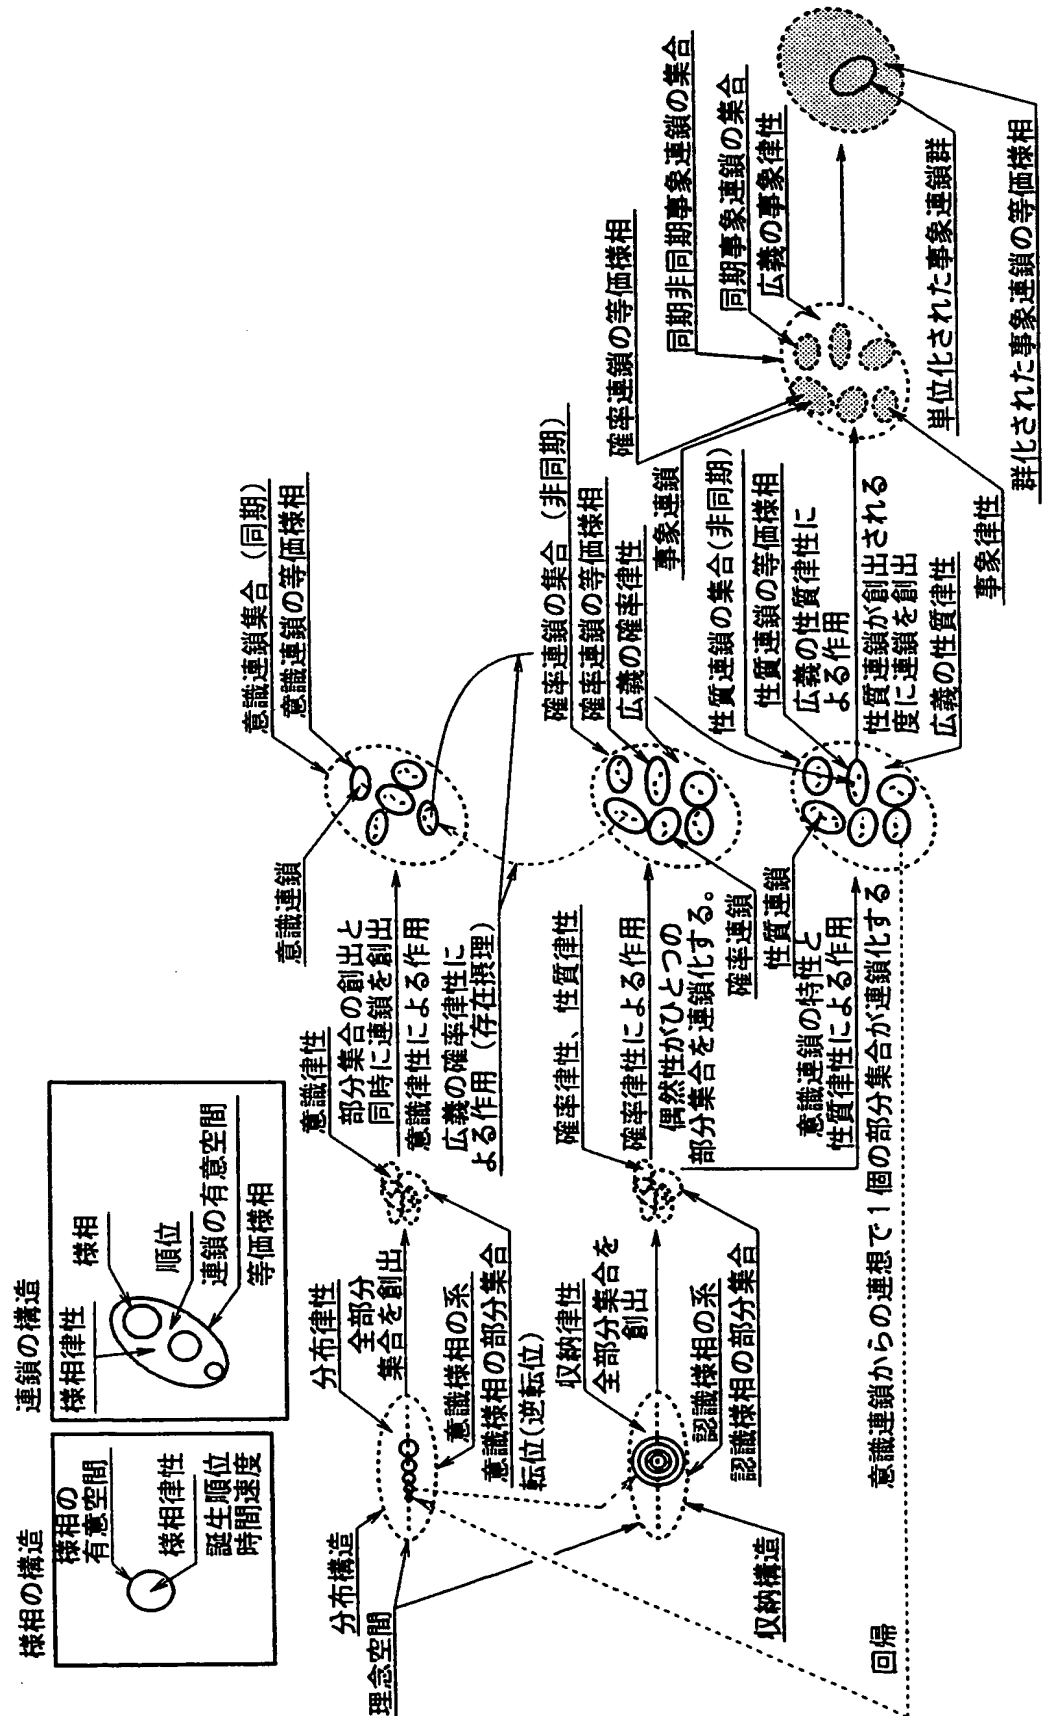 様相の構造
様相の
有意空間
様相律性
誕生順位
時間速度
連鎖の構造
様相律性
様相
順位
連鎖の有意空間
等価様相
理念空間
分布構造
分布律性
全部分
集合を創出
意識様相の系
意識様相の部分集合
転位(逆転位)
意識律性
部分集合の創出と
同時に連鎖を創出
意識律性による作用
広義の確率律性に
よる作用(存在摂理)
意識連鎖
意識連鎖集合(同期)
意識連鎖の等価様相
収納構造
収納律性
全部分集合を
創出
認識様相の系
認識様相の部分集合
確率律性、性質律性
確率律性による作用
偶然性がひとつの
部分集合を連鎖化する。
確率連鎖
確率連鎖の集合(非同期)
確率連鎖の等価様相
広義の確率律性
性質連鎖
意識連鎖の特性と
性質律性による作用
性質連鎖の集合(非同期)
性質連鎖の等価様相
広義の性質律性に
よる作用
性質連鎖が創出される
度に連鎖を創出
広義の性質律性
回帰
意識連鎖からの連想で1個の部分集合が連鎖化する
確率連鎖の等価様相
事象連鎖
同期非同期事象連鎖の集合
同期事象連鎖の集合
広義の事象律性
事象律性
単位化された事象連鎖群
群化された事象連鎖の等価様相